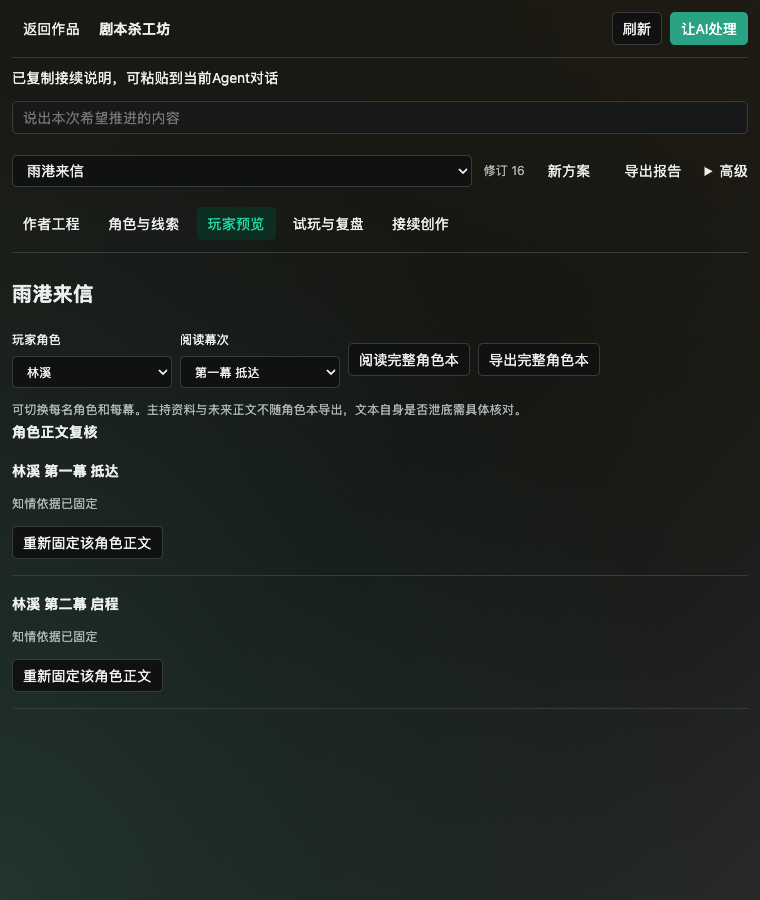 返回作品 剧本杀工坊 刷新 让AI处理
已复制接续说明，可粘贴到当前Agent对话
说出本次希望推进的内容
雨港来信 修订 16 新方案 导出报告 ▶ 高级
作者工程 角色与线索 玩家预览 试玩与复盘 接续创作
雨港来信
玩家角色 阅读幕次
林溪 第一幕 抵达 阅读完整角色本 导出完整角色本
可切换每名角色和每幕。主持资料与未来正文不随角色本导出，文本自身是否泄底需具体核对。
角色正文复核
林溪 第一幕 抵达
知情依据已固定
重新固定该角色正文
林溪 第二幕 启程
知情依据已固定
重新固定该角色正文